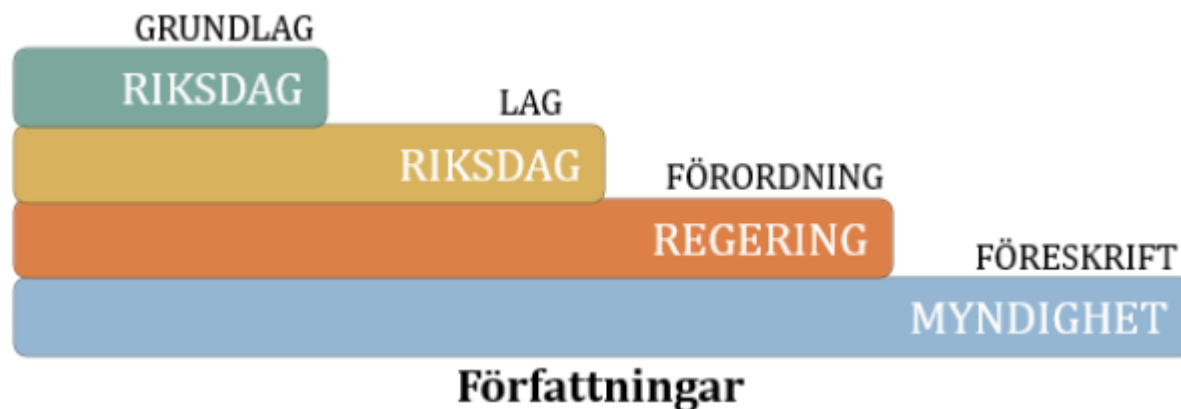 GRUNDLAG
RIKSDAG
LAG
RIKSDAG
FÖRORDNING
REGERING
FÖRESKRIFT
MYNDIGHET
Författningar